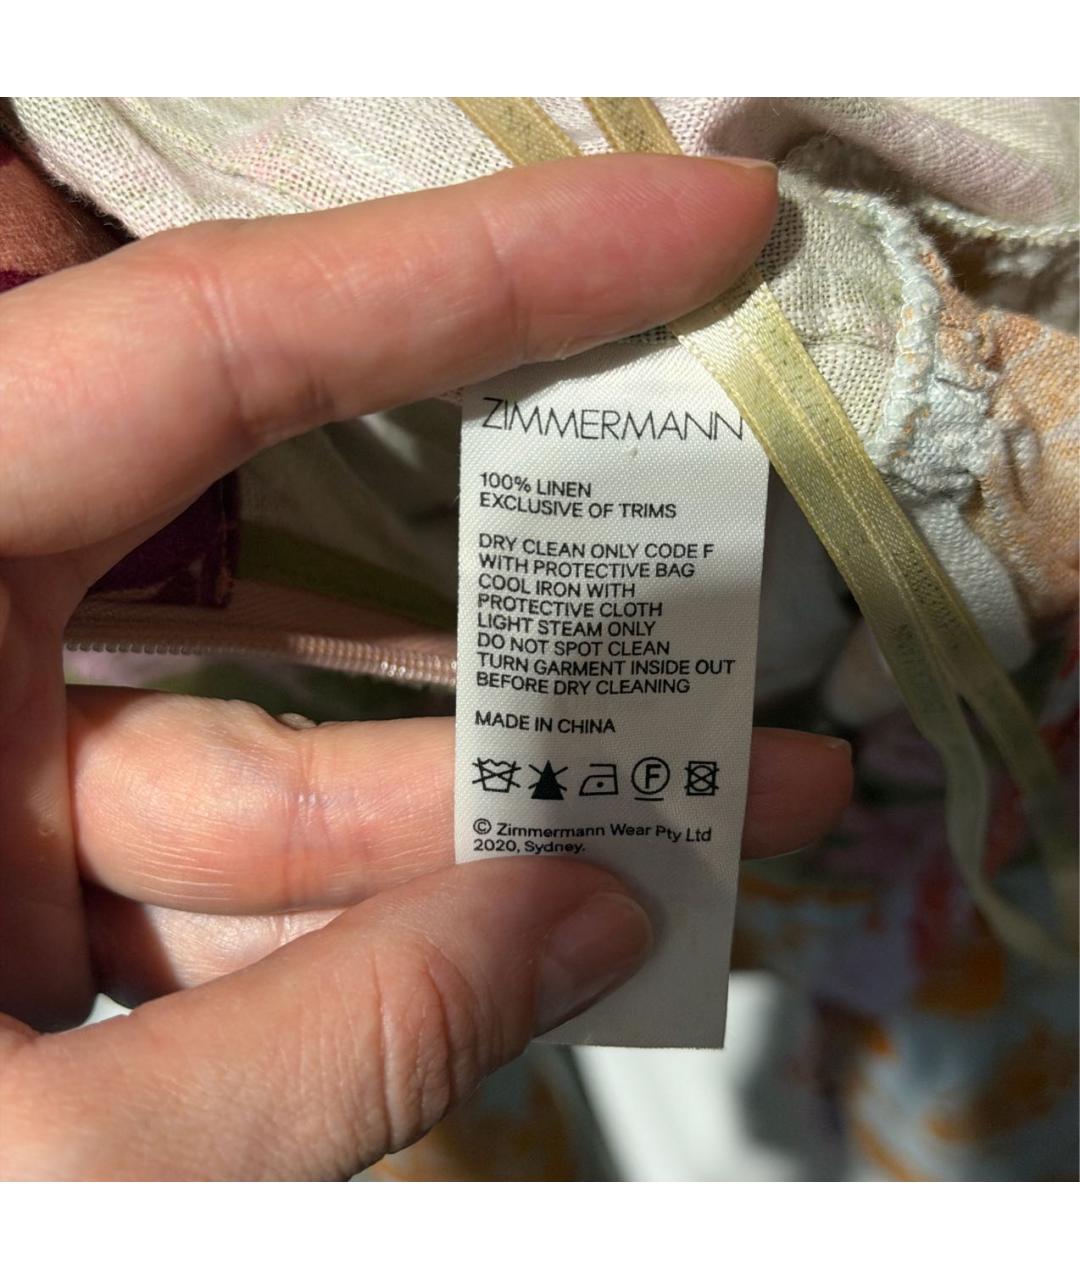 ZIMMERMANN
100% LINEN
EXCLUSIVE OF TRIMS
DRY CLEAN ONLY CODE F
WITH PROTECTIVE BAG
COOL IRON WITH
PROTECTIVE CLOTH
LIGHT STEAM ONLY
DO NOT SPOT CLEAN
TURN GARMENT INSIDE OUT
BEFORE DRY CLEANING
MADE IN CHINA
F
© Zimmermann Wear Pty Ltd
2020, Sydney.